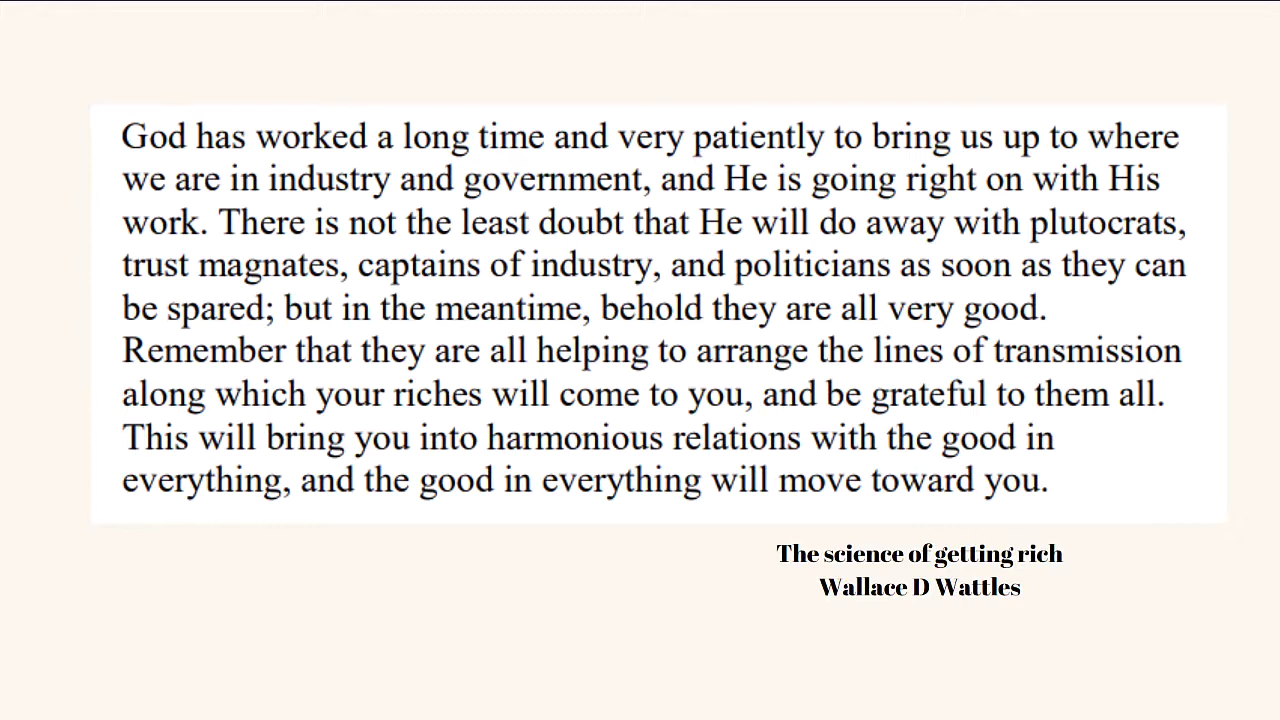 God has worked a long time and very patiently to bring us up to where
we are in industry and government, and He is going right on with His
work. There is not the least doubt that He will do away with plutocrats,
trust magnates, captains of industry, and politicians as soon as they can
be spared; but in the meantime, behold they are all very good.
Remember that they are all helping to arrange the lines of transmission
along which your riches will come to you, and be grateful to them all.
This will bring you into harmonious relations with the good in
everything, and the good in everything will move toward you.
The science of getting rich
Wallace D Wattles